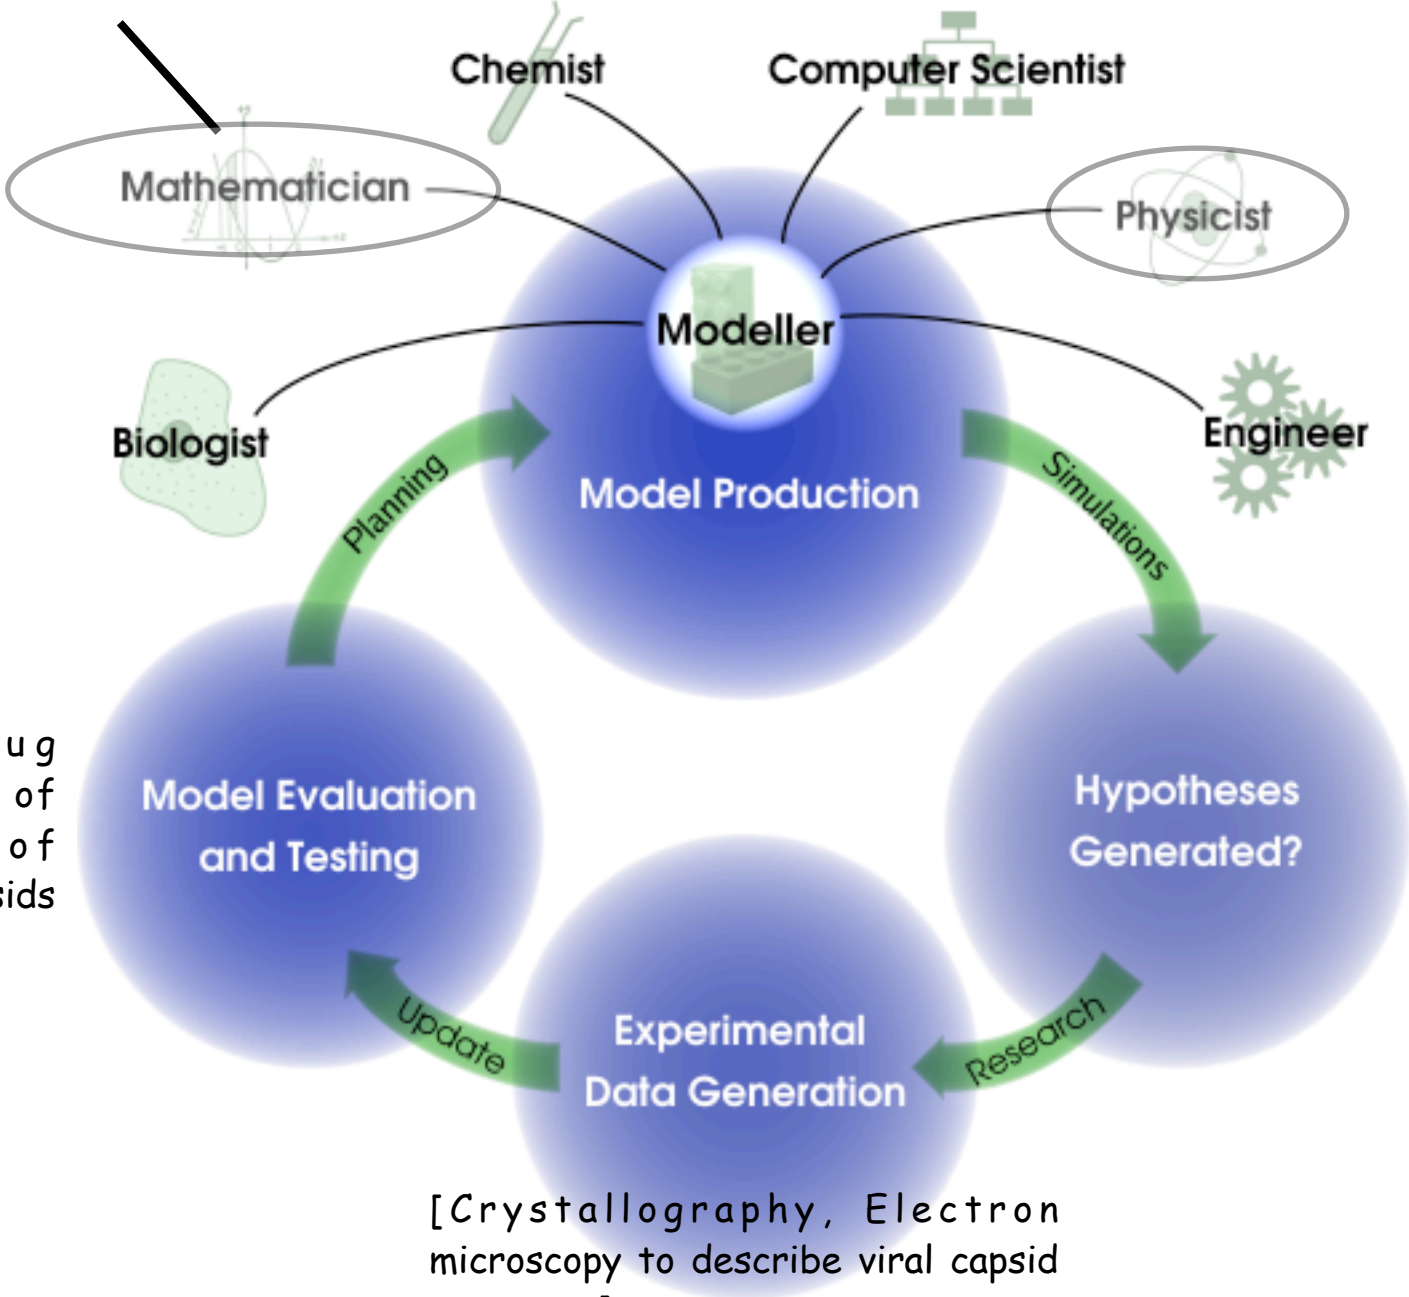 Chemist
Computer Scientist
Mathematician
Physicist
Modeller
Biologist
Engineer
Planning
Simulations
Model Production
ug
of
of
sids
Model Evaluation
and Testing
Hypotheses
Generated?
Update
Research
Experimental
Data Generation
[Crystallography, Electron
microscopy to describe viral capsid